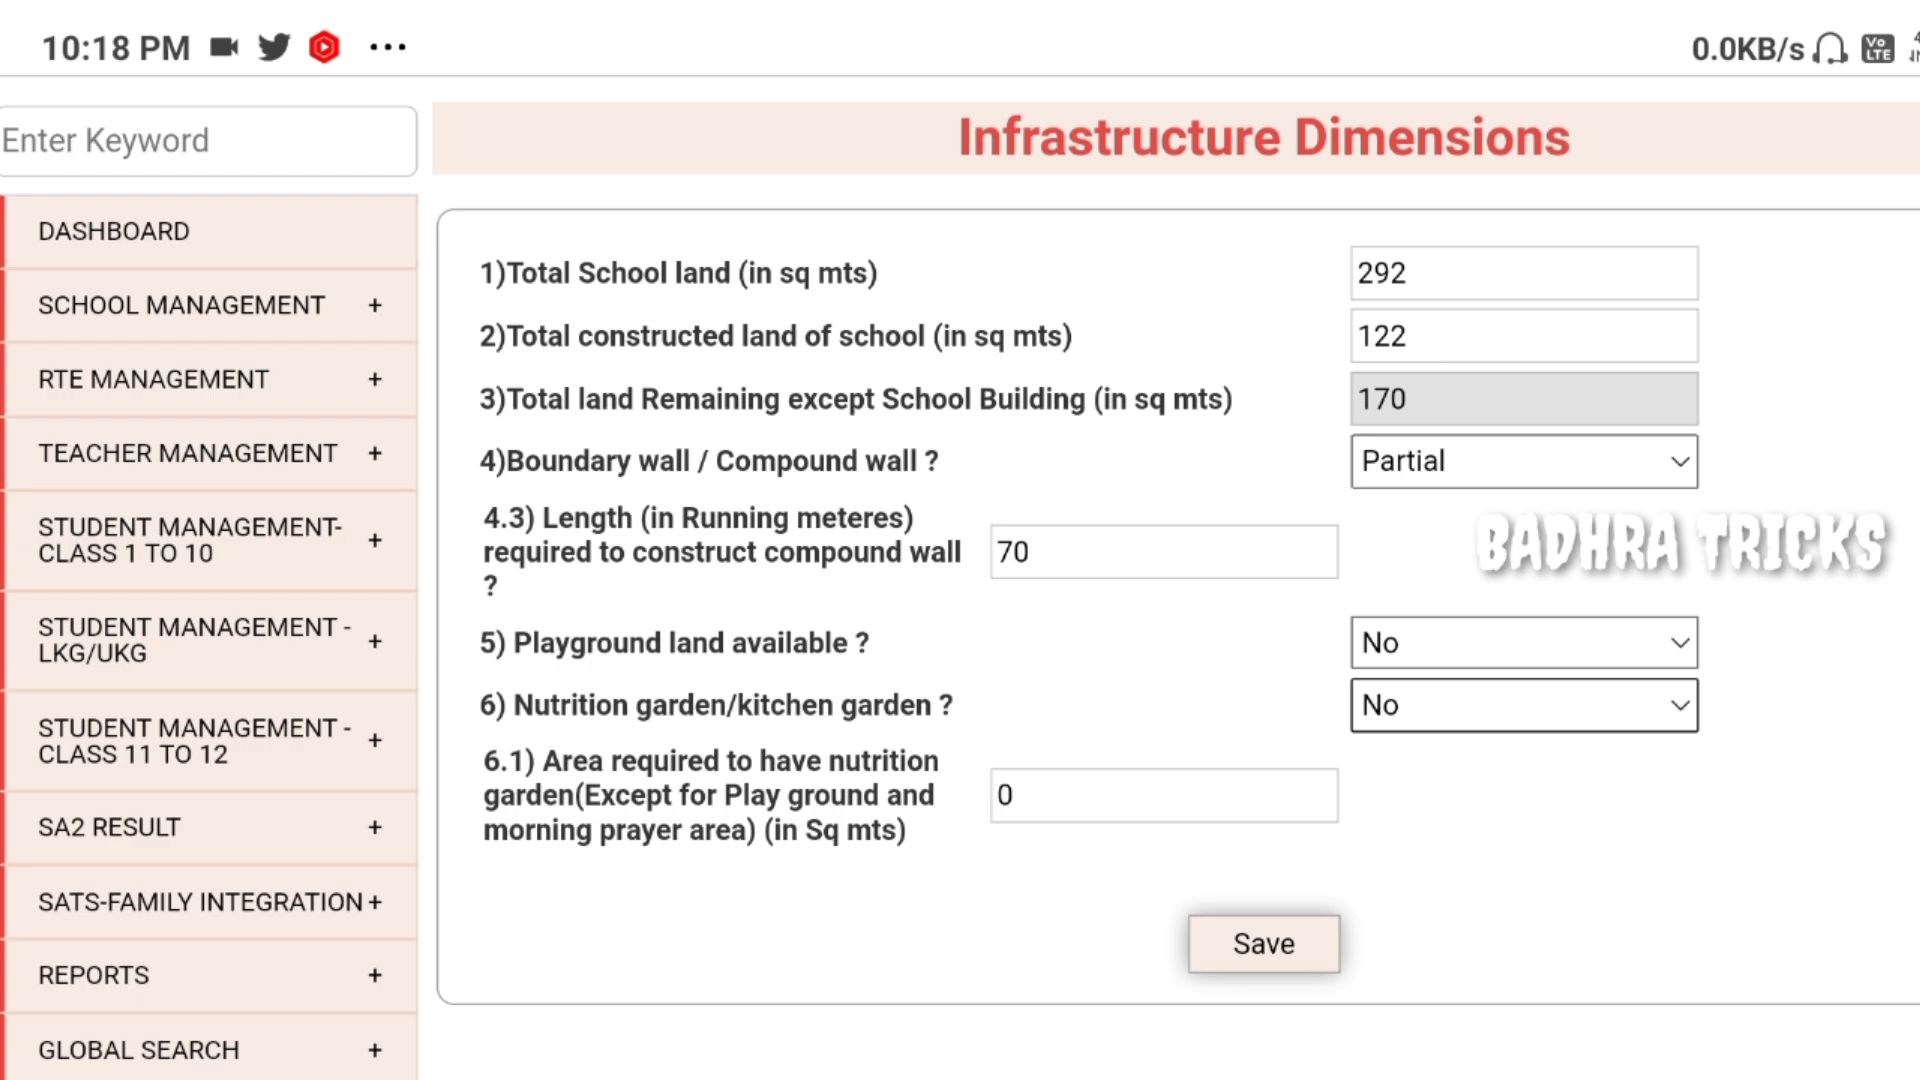 10:18 PM
0.0KB/s
Vo LTE
Enter Keyword
Infrastructure Dimensions
DASHBOARD
SCHOOL MANAGEMENT +
RTE MANAGEMENT +
TEACHER MANAGEMENT +
STUDENT MANAGEMENT-
CLASS 1 TO 10 +
STUDENT MANAGEMENT -
LKG/UKG +
STUDENT MANAGEMENT -
CLASS 11 TO 12 +
SA2 RESULT +
SATS-FAMILY INTEGRATION +
REPORTS +
GLOBAL SEARCH +
1)Total School land (in sq mts) 292
2)Total constructed land of school (in sq mts) 122
3)Total land Remaining except School Building (in sq mts) 170
4)Boundary wall / Compound wall ? Partial
4.3) Length (in Running meteres)
required to construct compound wall 70
?
BADHRA TRICKS
5) Playground land available ? No
6) Nutrition garden/kitchen garden ? No
6.1) Area required to have nutrition
garden(Except for Play ground and 0
morning prayer area) (in Sq mts)
Save